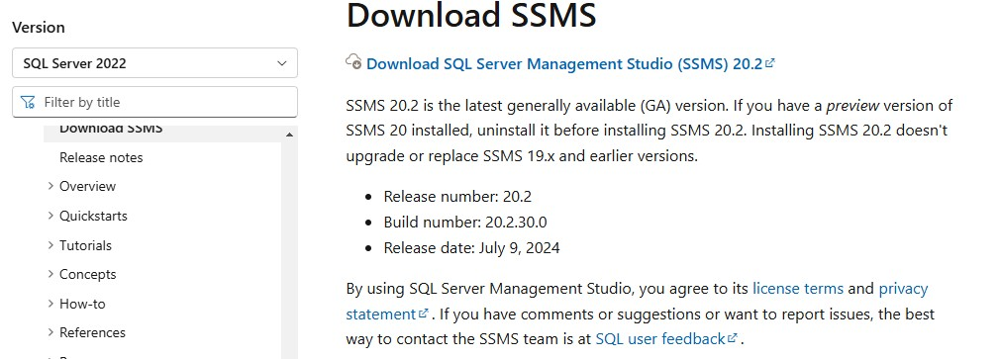 Version
SQL Server 2022
Filter by title
Download SSMS
Release notes
Overview
Quickstarts
Tutorials
Concepts
How-to
References
Download SSMS
Download SQL Server Management Studio (SSMS) 20.2
SSMS 20.2 is the latest generally available (GA) version. If you have a preview version of
SSMS 20 installed, uninstall it before installing SSMS 20.2. Installing SSMS 20.2 doesn't
upgrade or replace SSMS 19.x and earlier versions.
• Release number: 20.2
• Build number: 20.2.30.0
• Release date: July 9, 2024
By using SQL Server Management Studio, you agree to its license terms and privacy
statement. If you have comments or suggestions or want to report issues, the best
way to contact the SSMS team is at SQL user feedback.